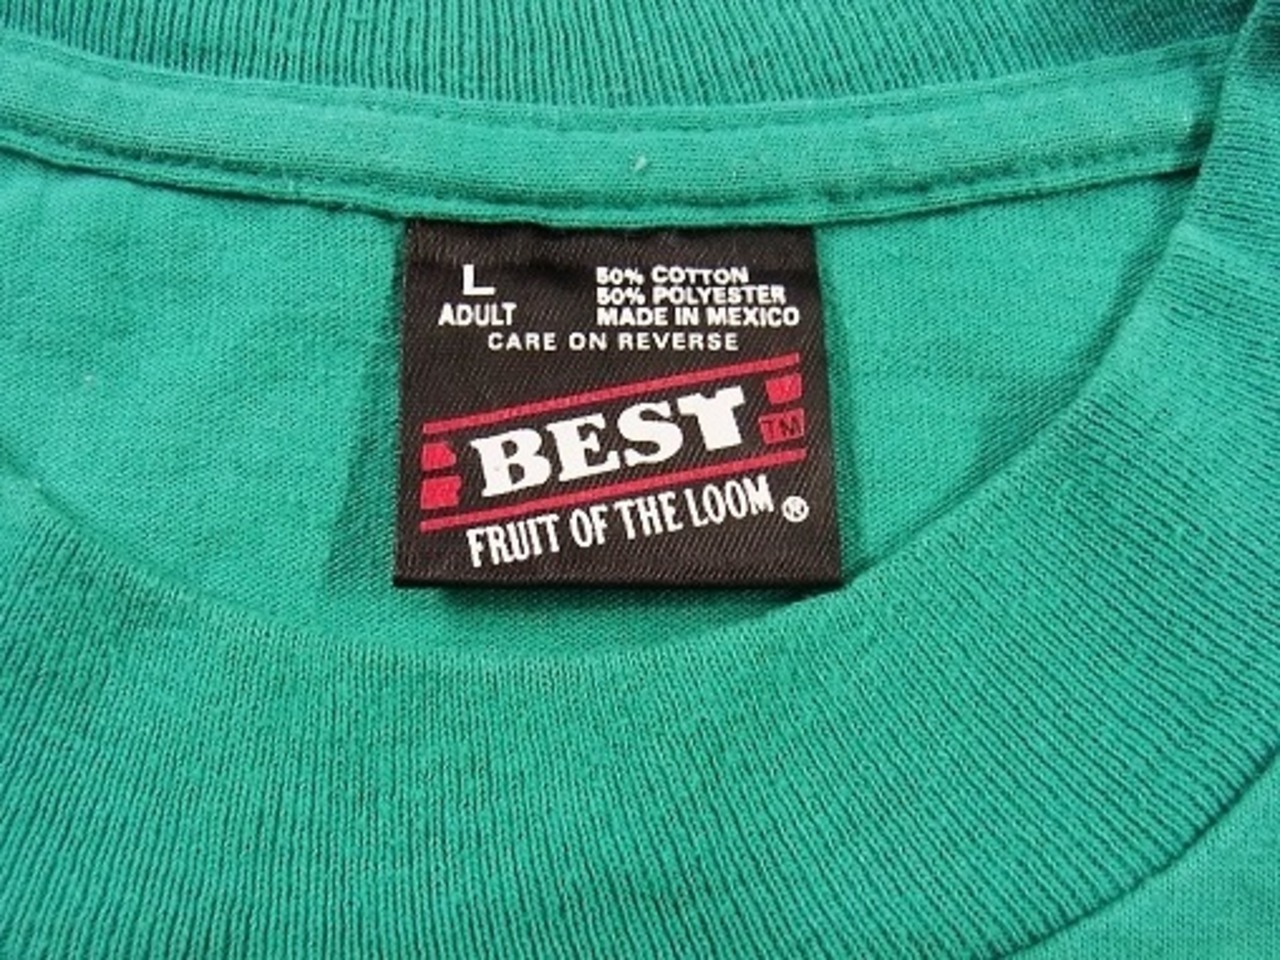 L
ADULT
50% COTTON
50% POLYESTER
MADE IN MEXICO
CARE ON REVERSE
BEST
TM
FRUIT OF THE LOOM ®